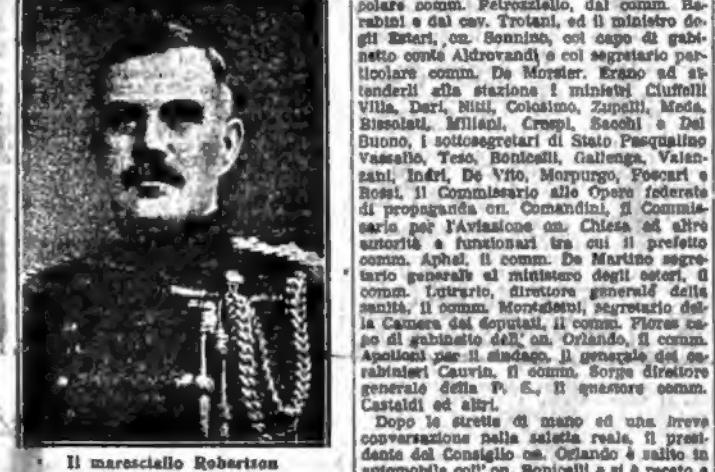 Il maresciallo Robertson
colare comm. Petrozziello, dal comm. Ba-
rabini e dal cav. Trotani, ed il ministro de-
gli Esteri, on. Sonnino, col capo di gabi-
netto conte Aldrovandi e col segretario par-
ticolare comm. De Morsier. Erano ad at-
tenderli alla stazione i ministri Ciuffelli
Villa, Dari, Nitti, Colosimo, Zupelli, Meda,
Bissolati, Miliani, Crespi, Sacchi e Del
Buono, i sottosegretari di Stato Pasqualino
Vassallo, Teso, Bonicelli, Gallenga, Valen-
zani, Indri, De Vito, Morpurgo, Foscari e
Rossi, il Commissario alle Opere federate
di propaganda on. Comandini, il Commis-
sario per l'Aviazione on. Chiesa ed altre
autorità e funzionari tra cui il prefetto
comm. Aphel, il comm. De Martino segre-
tario generale al ministero degli esteri, il
comm. Lutrario, direttore generale della
sanità, il comm. Montalcini, segretario del-
la Camera dei deputati, il comm. Flores ca-
po di gabinetto dell'on. Orlando, il comm.
Apolloni per il sindaco, il generale dei ca-
rabinieri Cauvin, il comm. Sorge direttore
generale della P. S., il questore comm.
Castaldi ed altri.
Dopo le strette di mano ed una breve
conversazione nella saletta reale, il presi-
dente del Consiglio on. Orlando è salito in
automobile coll'on. Bonicelli e si